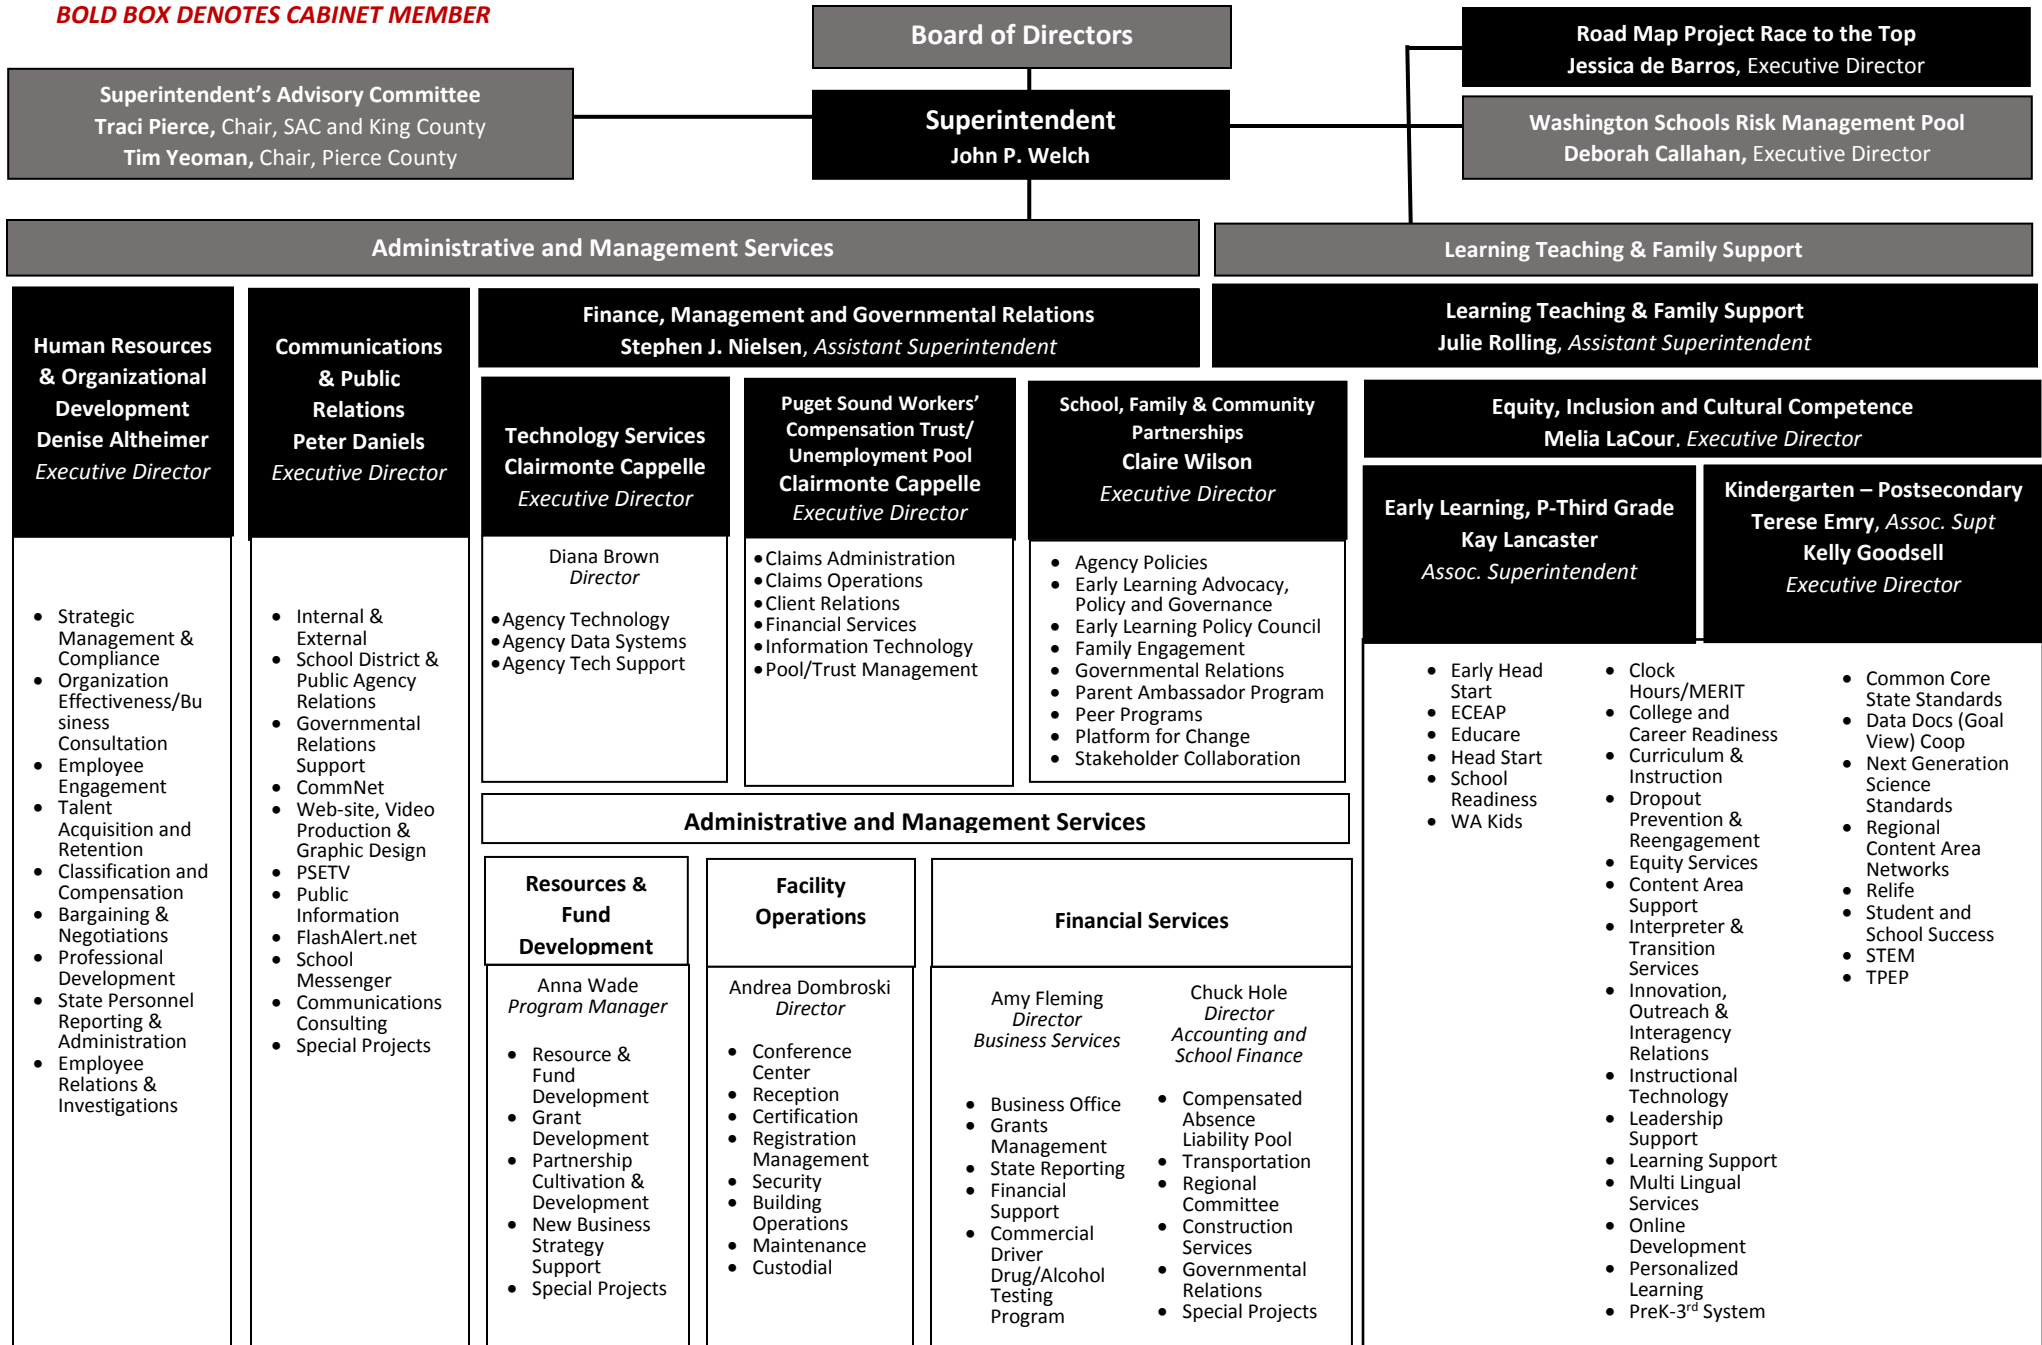 BOLD BOX DENOTES CABINET MEMBER
Board of Directors
Road Map Project Race to the Top
Jessica de Barros, Executive Director
Superintendent's Advisory Committee
Traci Pierce, Chair, SAC and King County
Tim Yeoman, Chair, Pierce County
Superintendent
John P. Welch
Washington Schools Risk Management Pool
Deborah Callahan, Executive Director
Administrative and Management Services
Learning Teaching & Family Support
Human Resources
& Organizational
Development
Denise Altheimer
Executive Director
• Strategic
Management &
Compliance
• Organization
Effectiveness/Bu
siness
Consultation
• Employee
Engagement
• Talent
Acquisition and
Retention
• Classification and
Compensation
• Bargaining &
Negotiations
• Professional
Development
• State Personnel
Reporting &
Administration
• Employee
Relations &
Investigations
Communications
& Public
Relations
Peter Daniels
Executive Director
• Internal &
External
• School District &
Public Agency
Relations
• Governmental
Relations
Support
• CommNet
• Web-site, Video
Production &
Graphic Design
• PSETV
• Public
Information
• FlashAlert.net
• School
Messenger
• Communications
Consulting
• Special Projects
Finance, Management and Governmental Relations
Stephen J. Nielsen, Assistant Superintendent
Technology Services
Clairmonte Cappelle
Executive Director
Diana Brown
Director
• Agency Technology
• Agency Data Systems
• Agency Tech Support
Puget Sound Workers'
Compensation Trust/
Unemployment Pool
Clairmonte Cappelle
Executive Director
• Claims Administration
• Claims Operations
• Client Relations
• Financial Services
• Information Technology
• Pool/Trust Management
School, Family & Community
Partnerships
Claire Wilson
Executive Director
• Agency Policies
• Early Learning Advocacy,
Policy and Governance
• Early Learning Policy Council
• Family Engagement
• Governmental Relations
• Parent Ambassador Program
• Peer Programs
• Platform for Change
• Stakeholder Collaboration
Administrative and Management Services
Resources &
Fund
Development
Anna Wade
Program Manager
• Resource &
Fund
Development
• Grant
Development
• Partnership
Cultivation &
Development
• New Business
Strategy
Support
• Special Projects
Facility
Operations
Andrea Dombroski
Director
• Conference
Center
• Reception
• Certification
• Registration
Management
• Security
• Building
Operations
• Maintenance
• Custodial
Financial Services
Amy Fleming
Director
Business Services
• Business Office
• Grants
Management
• State Reporting
• Financial
Support
• Commercial
Driver
Drug/Alcohol
Testing
Program
Chuck Hole
Director
Accounting and
School Finance
• Compensated
Absence
Liability Pool
• Transportation
• Regional
Committee
• Construction
Services
• Governmental
Relations
• Special Projects
Learning Teaching & Family Support
Julie Rolling, Assistant Superintendent
Equity, Inclusion and Cultural Competence
Melia LaCour, Executive Director
Early Learning, P-Third Grade
Kay Lancaster
Assoc. Superintendent
Kindergarten – Postsecondary
Terese Emry, Assoc. Supt
Kelly Goodsell
Executive Director
• Early Head
Start
• ECEAP
• Educare
• Head Start
• School
Readiness
• WA Kids
• Clock
Hours/MERIT
• College and
Career Readiness
• Curriculum &
Instruction
• Dropout
Prevention &
Reengagement
• Equity Services
• Content Area
Support
• Interpreter &
Transition
Services
• Innovation,
Outreach &
Interagency
Relations
• Instructional
Technology
• Leadership
Support
• Learning Support
• Multi Lingual
Services
• Online
Development
• Personalized
Learning
• PreK-3rd System
• Common Core
State Standards
• Data Docs (Goal
View) Coop
• Next Generation
Science
Standards
• Regional
Content Area
Networks
• Relife
• Student and
School Success
• STEM
• TPEP